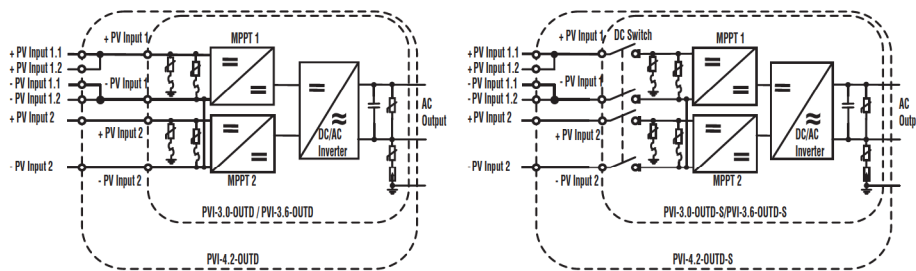 + PV Input 1
MPPT 1
+ PV Input 1.1
+ PV Input 1.2
- PV Input 1.1
- PV Input 1
- PV Input 1.2
+ PV Input 2
+ PV Input 2
AC
Output
DC/AC
Inverter
- PV Input 2
- PV Input 2
MPPT 2
PVI-3.0-OUTD / PVI-3.6-OUTD
PVI-4.2-OUTD
+ PV Input 1
DC Switch
MPPT 1
+ PV Input 1.1
+ PV Input 1.2
- PV Input 1.1
- PV Input 1
- PV Input 1.2
+ PV Input 2
+ PV Input 2
AC
Outp
DC/AC
Inverter
- PV Input 2
- PV Input 2
MPPT 2
PVI-3.0-OUTD-S/PVI-3.6-OUTD-S
PVI-4.2-OUTD-S